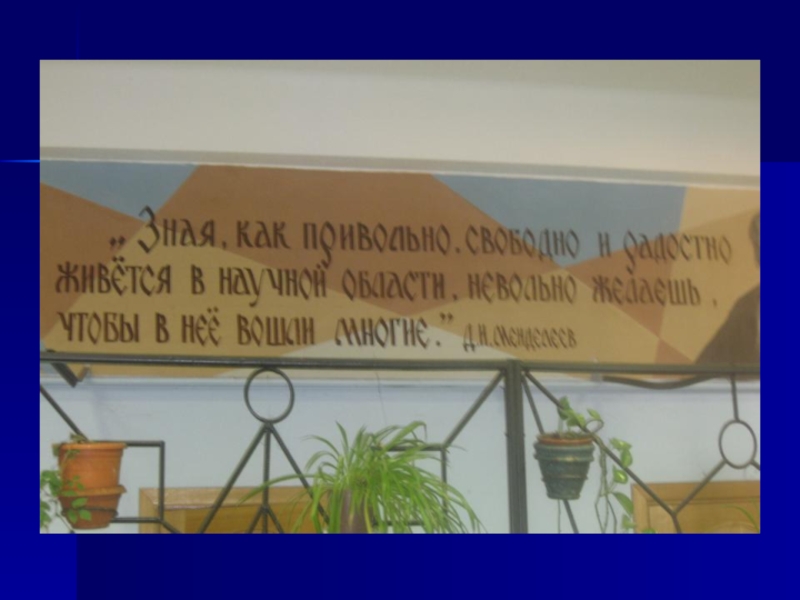 „Зная, как привольно, свободно и радостно
живётся в научной области, невольно желаешь,
чтобы в неё вошли многие.” Д.И.Менделеев